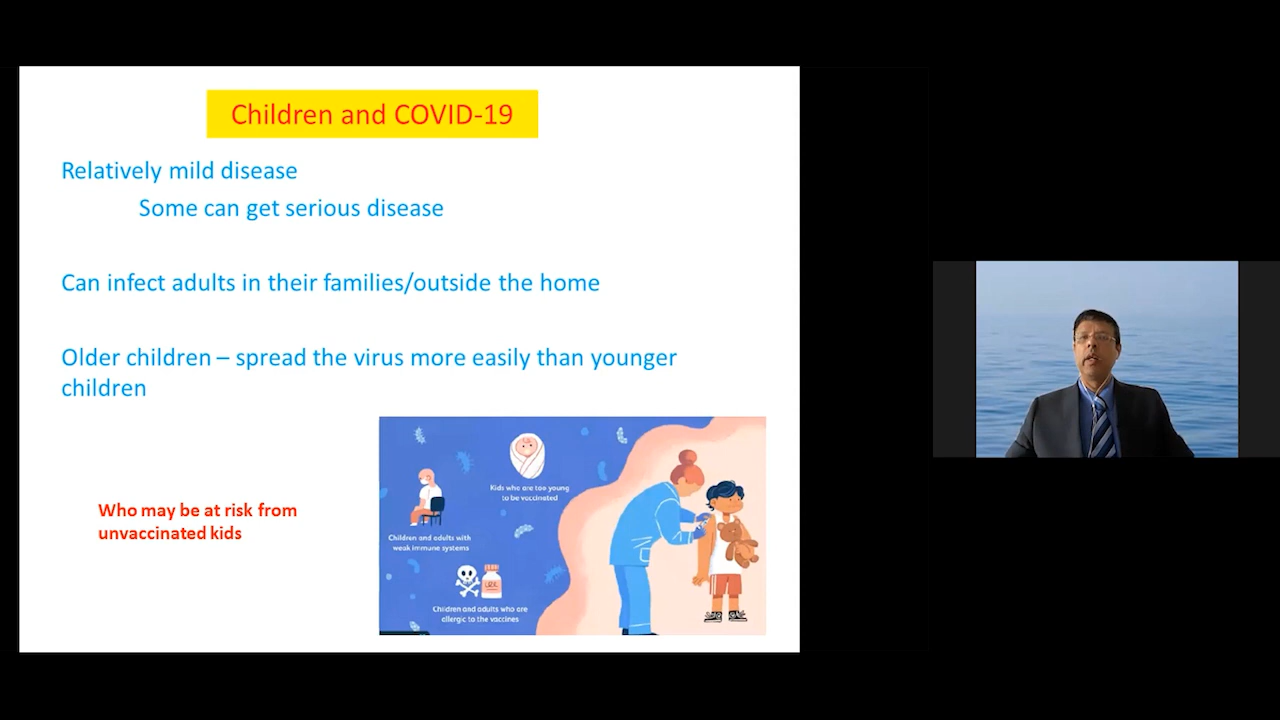 Children and COVID-19
Relatively mild disease
Some can get serious disease
Can infect adults in their families/outside the home
Older children – spread the virus more easily than younger
children
Who may be at risk from
unvaccinated kids
Kids who are too young
to be vaccinated
Children and adults with
weak immune systems
Children and adults who are
allergic to the vaccines